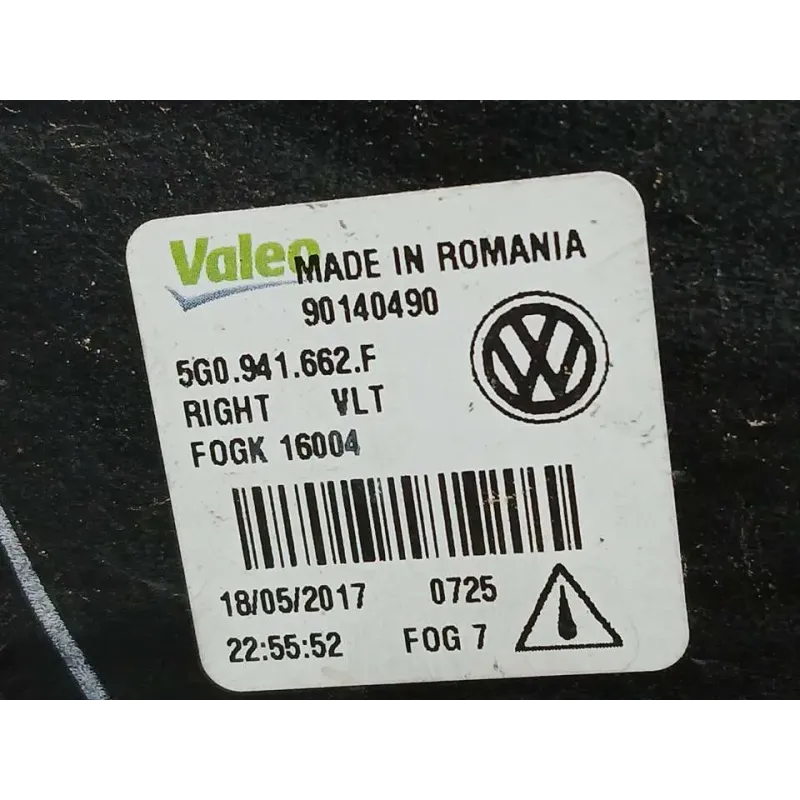 Valeo MADE IN ROMANIA
90140490
5G0.941.662.F
RIGHT VLT
FOGK 16004
18/05/2017 0725
22:55:52 FOG 7